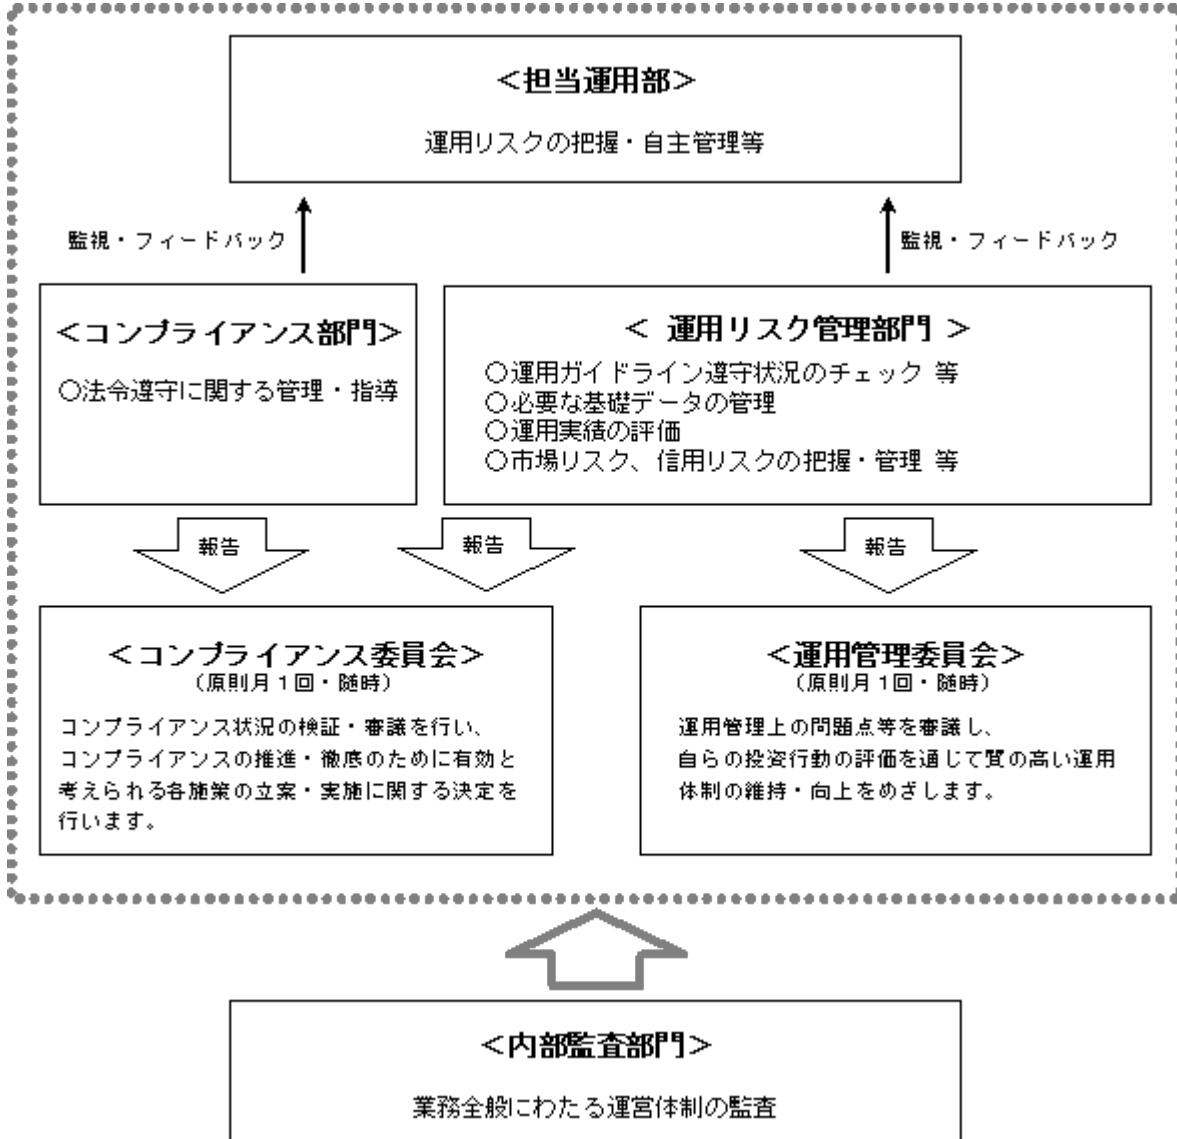 ＜担当運用部＞
運用リスクの把握・自主管理等
監視・フィードバック
監視・フィードバック
＜コンプライアンス部門＞
○法令遵守に関する管理・指導
＜ 運用リスク管理部門 ＞
○運用ガイドライン遵守状況のチェック 等
○必要な基礎データの管理
○運用実績の評価
○市場リスク、信用リスクの把握・管理 等
報告
報告
報告
＜コンプライアンス委員会＞
（原則月１回・随時）
コンプライアンス状況の検証・審議を行い、
コンプライアンスの推進・徹底のために有効と
考えられる各施策の立案・実施に関する決定を
行います。
＜運用管理委員会＞
（原則月１回・随時）
運用管理上の問題点等を審議し、
自らの投資行動の評価を通じて質の高い運用
体制の維持・向上をめざします。
＜内部監査部門＞
業務全般にわたる運営体制の監査